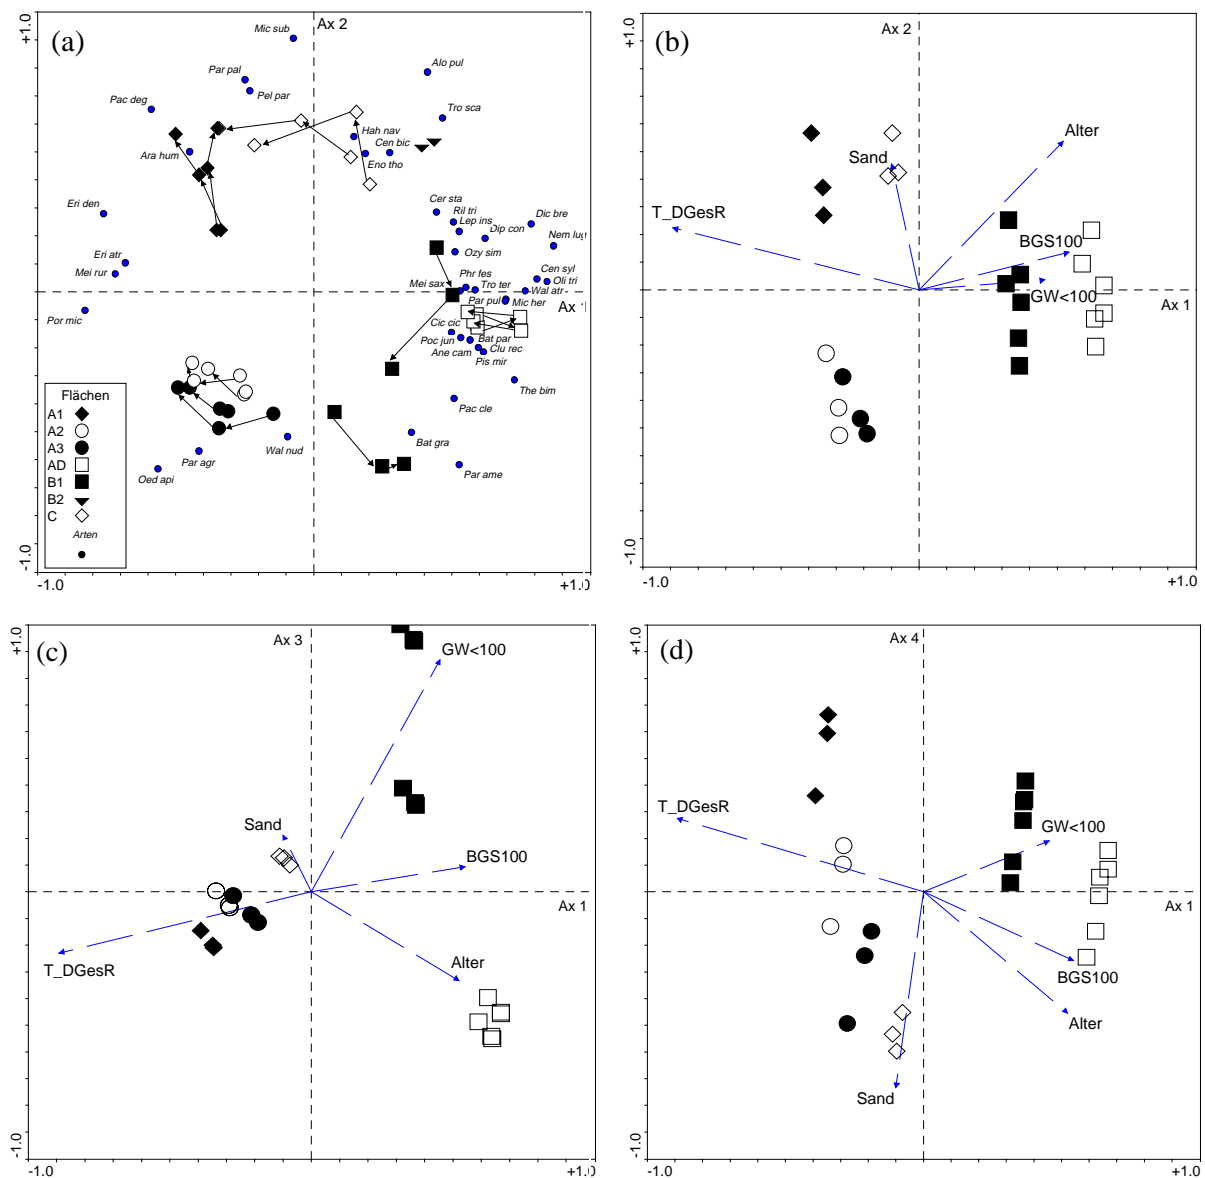 (a)
Ax 2
+1.0
Mic sub
Alo pul
Par pal
Pel par
Pac deg
Tro sca
Hah nav
Cen bic
Eno tho
Ara hum
Eri den
Cer sta
Ril tri
Lep ins
Dic bre
Dip con
Nem lug
Ozy sim
Eri atr
Mei rur
Mei sax
Phr fes
Tro ter
Cen syl
Oli tri
Wal atr
Par pul
Mic her
Ax 1
Por mic
Cic cic
Poc jun
Bat par
Ane cam
Clu rec
Pis mir
The bim
Pac cle
Bat gra
Wal nud
Par agr
Oed api
Par ame
Flächen
A1
A2
A3
AD
B1
B2
C
Arten
-1.0
-1.0
+1.0
(b)
Ax 2
+1.0
Alter
Sand
T_DGesR
BGS100
GW<100
Ax 1
-1.0
-1.0
+1.0
(c)
Ax 3
+1.0
GW<100
Sand
BGS100
Ax 1
T_DGesR
Alter
-1.0
-1.0
+1.0
(d)
Ax 4
+1.0
T_DGesR
GW<100
Ax 1
BGS100
Alter
Sand
-1.0
-1.0
+1.0